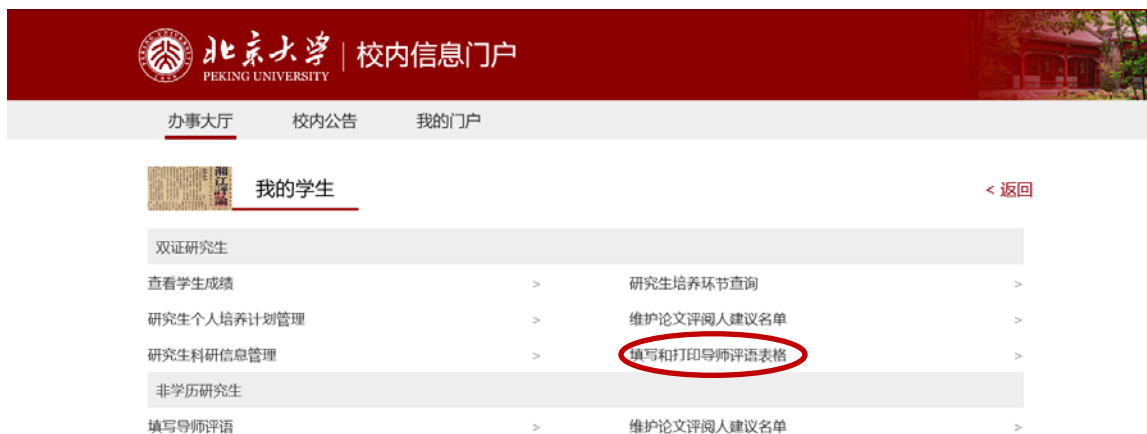 北京大学 | 校内信息门户
PEKING UNIVERSITY
办事大厅 校内公告 我的门户
湘江評論
我的学生
< 返回
双证研究生
查看学生成绩 > 研究生培养环节查询 >
研究生个人培养计划管理 > 维护论文评阅人建议名单 >
研究生科研信息管理 > 填写和打印导师评语表格 >
非学历研究生
填写导师评语 > 维护论文评阅人建议名单 >